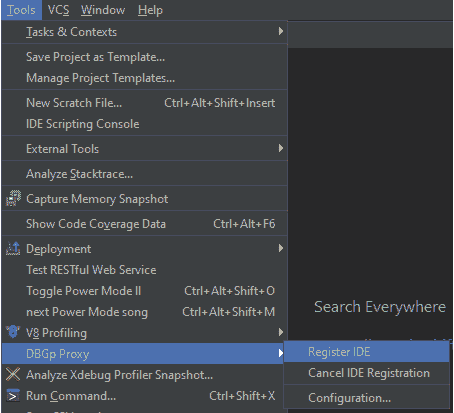 Tools VCS Window Help
Tasks & Contexts
Save Project as Template...
Manage Project Templates...
New Scratch File... Ctrl+Alt+Shift+Insert
IDE Scripting Console
External Tools
Analyze Stacktrace...
Capture Memory Snapshot
Show Code Coverage Data Ctrl+Alt+F6
Deployment
Test RESTful Web Service
Toggle Power Mode II Ctrl+Alt+Shift+O
next Power Mode song Ctrl+Alt+Shift+M
Search Everywhere
V8 Profiling
DBGp Proxy
Register IDE
Analyze Xdebug Profiler Snapshot...
Cancel IDE Registration
Run Command... Ctrl+Shift+X
Configuration...